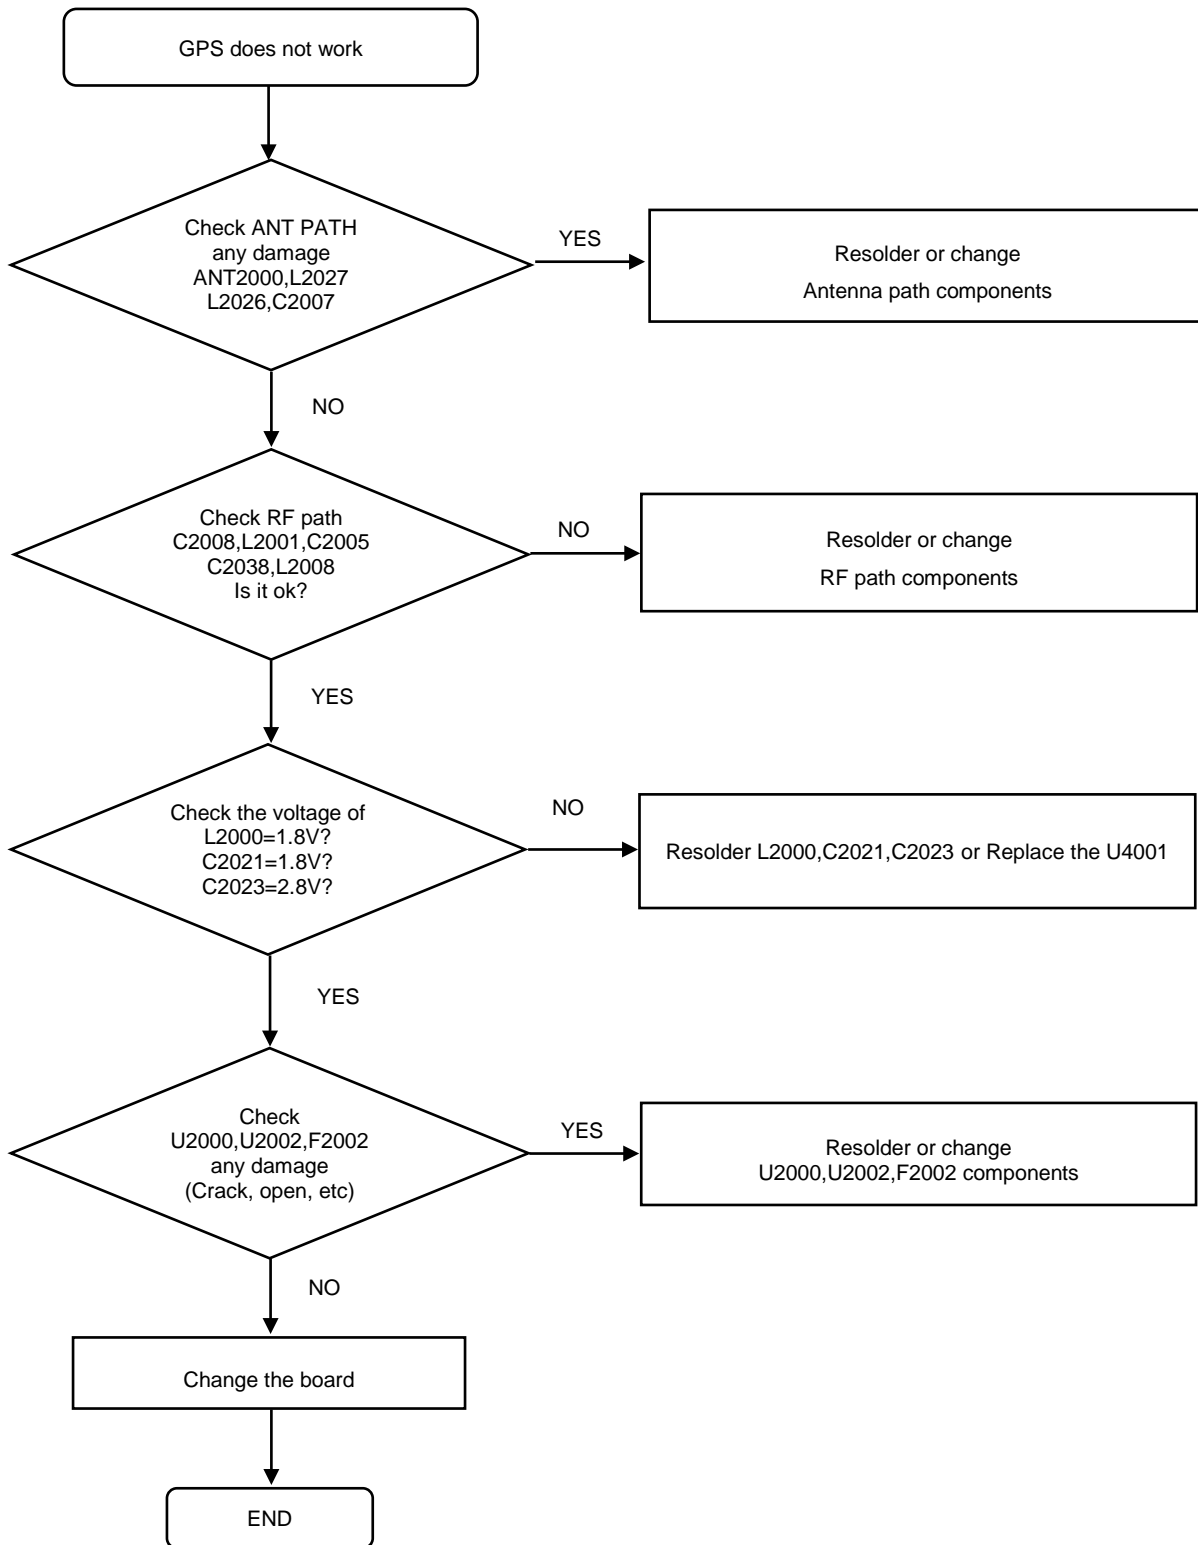 GPS does not work
Check ANT PATH
any damage
ANT2000,L2027
L2026,C2007
YES
Resolder or change
Antenna path components
NO
Check RF path
C2008,L2001,C2005
C2038,L2008
Is it ok?
NO
Resolder or change
RF path components
YES
Check the voltage of
L2000=1.8V?
C2021=1.8V?
C2023=2.8V?
NO
Resolder L2000,C2021,C2023 or Replace the U4001
YES
Check
U2000,U2002,F2002
any damage
(Crack, open, etc)
YES
Resolder or change
U2000,U2002,F2002 components
NO
Change the board
END